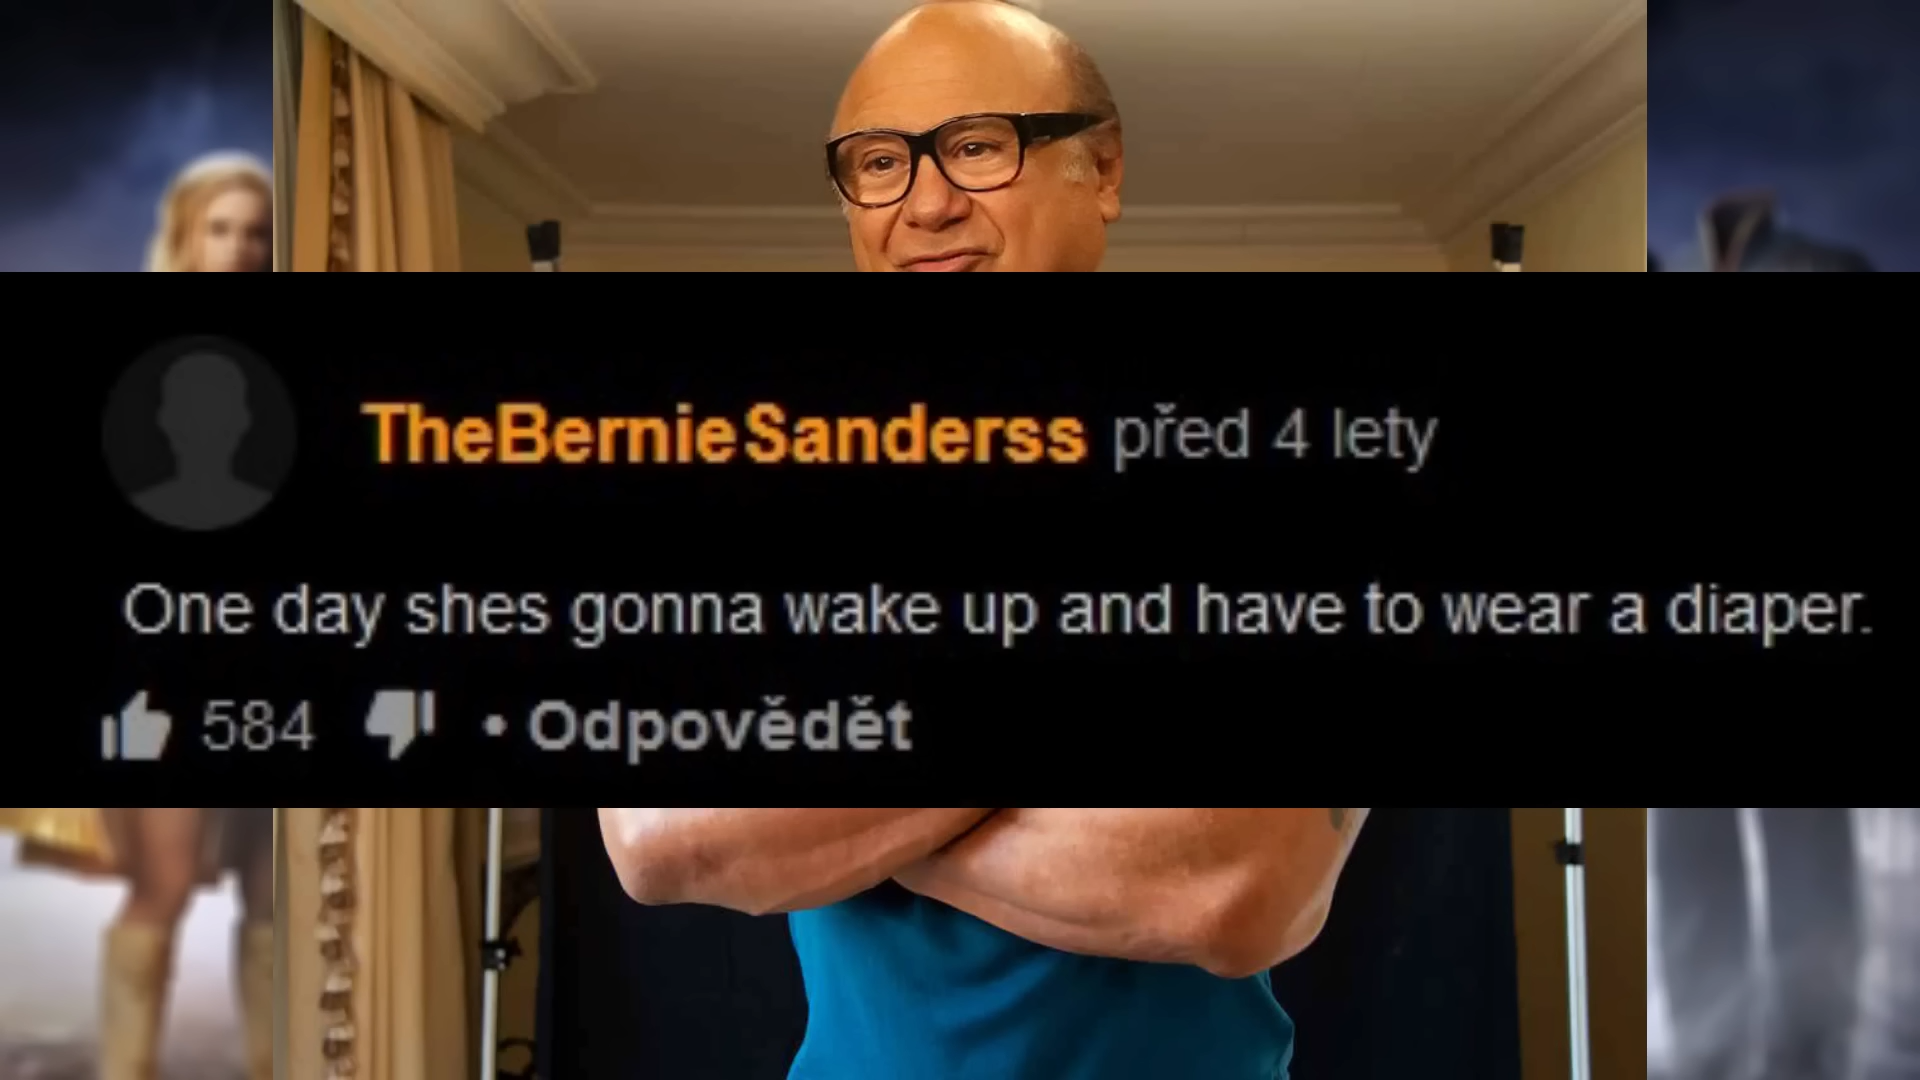 TheBernieSanderss před 4 lety
One day shes gonna wake up and have to wear a diaper.
584 • Odpovědět